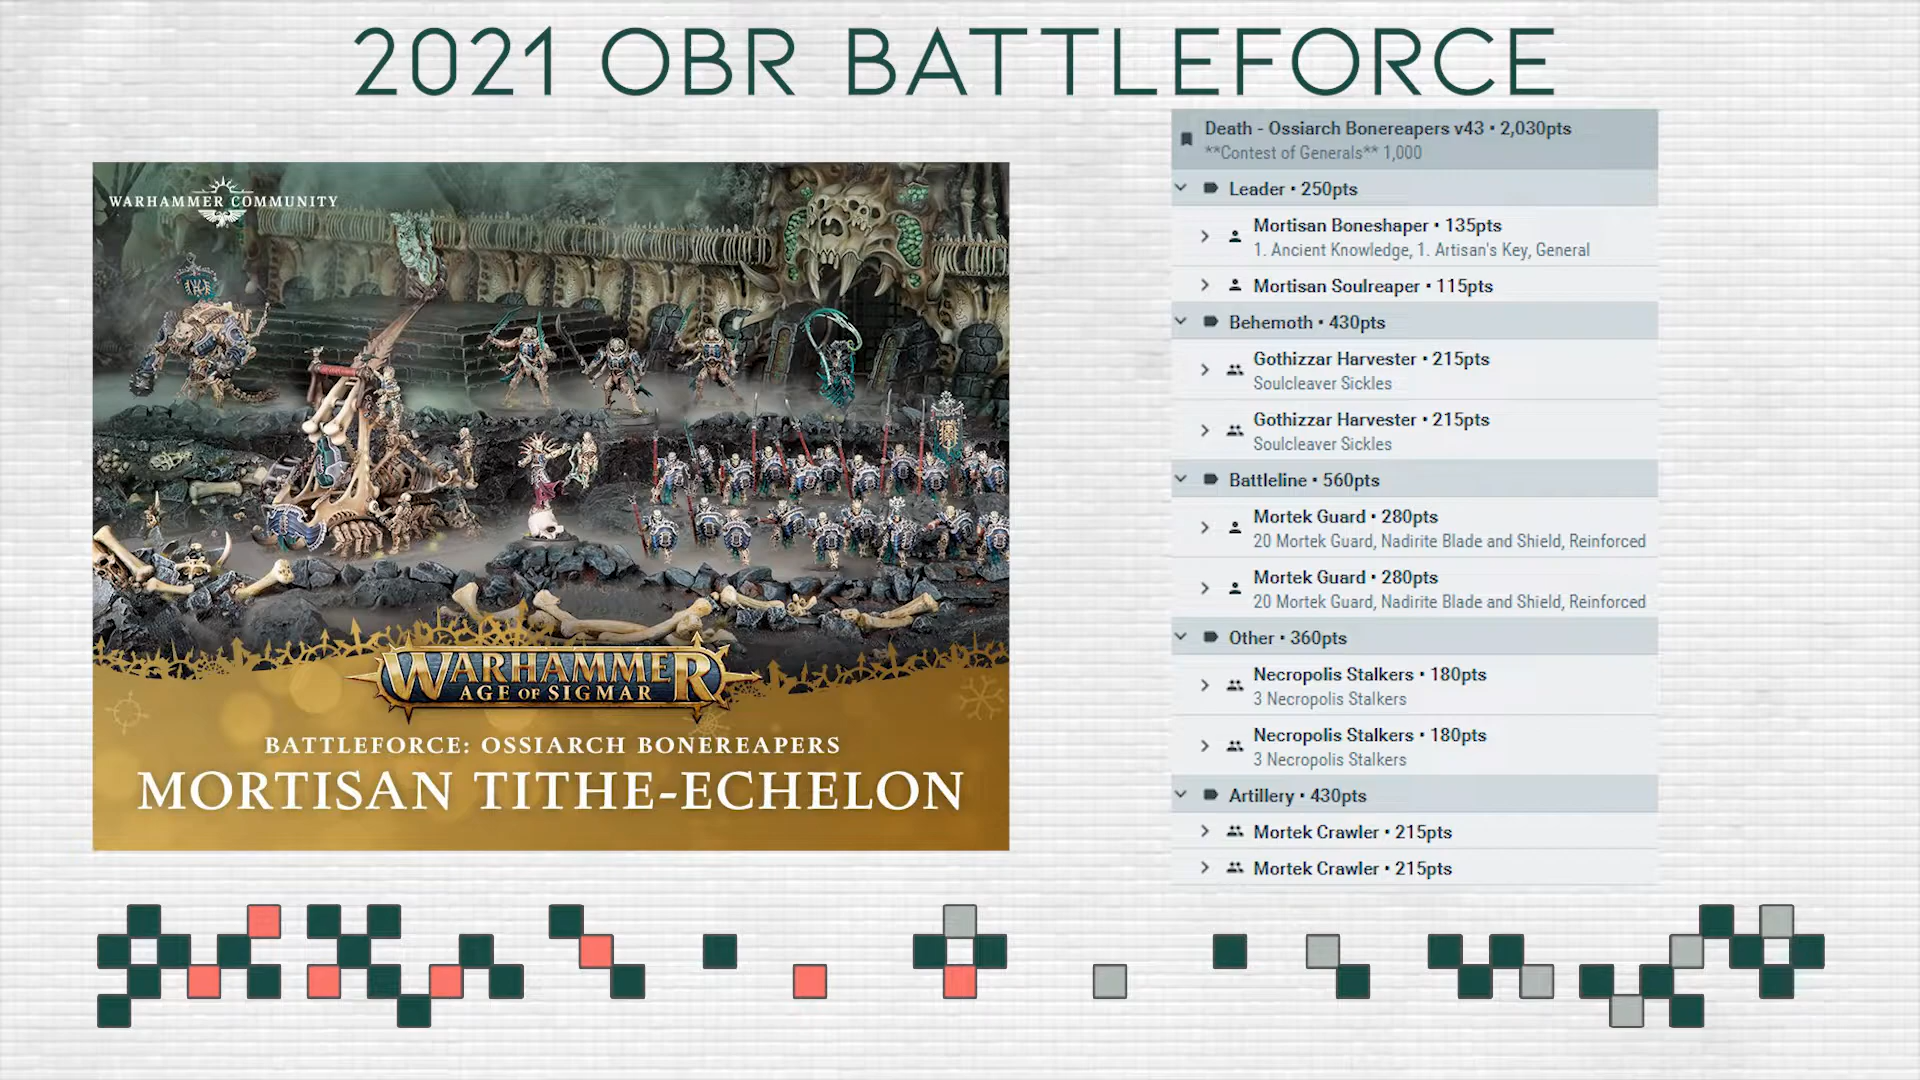 2021 OBR BATTLEFORCE
WARHAMMER COMMUNITY
WARHAMMER
AGE OF SIGMAR
BATTLEFORCE: OSSIARCH BONEREAPERS
MORTISAN TITHE-ECHELON
Death - Ossiarch Bonereapers v43 • 2,030pts
**Contest of Generals** 1,000
Leader • 250pts
Mortisan Boneshaper • 135pts
1. Ancient Knowledge, 1. Artisan's Key, General
Mortisan Soulreaper • 115pts
Behemoth • 430pts
Gothizzar Harvester • 215pts
Soulcleaver Sickles
Gothizzar Harvester • 215pts
Soulcleaver Sickles
Battleline • 560pts
Mortek Guard • 280pts
20 Mortek Guard, Nadirite Blade and Shield, Reinforced
Mortek Guard • 280pts
20 Mortek Guard, Nadirite Blade and Shield, Reinforced
Other • 360pts
Necropolis Stalkers • 180pts
3 Necropolis Stalkers
Necropolis Stalkers • 180pts
3 Necropolis Stalkers
Artillery • 430pts
Mortek Crawler • 215pts
Mortek Crawler • 215pts